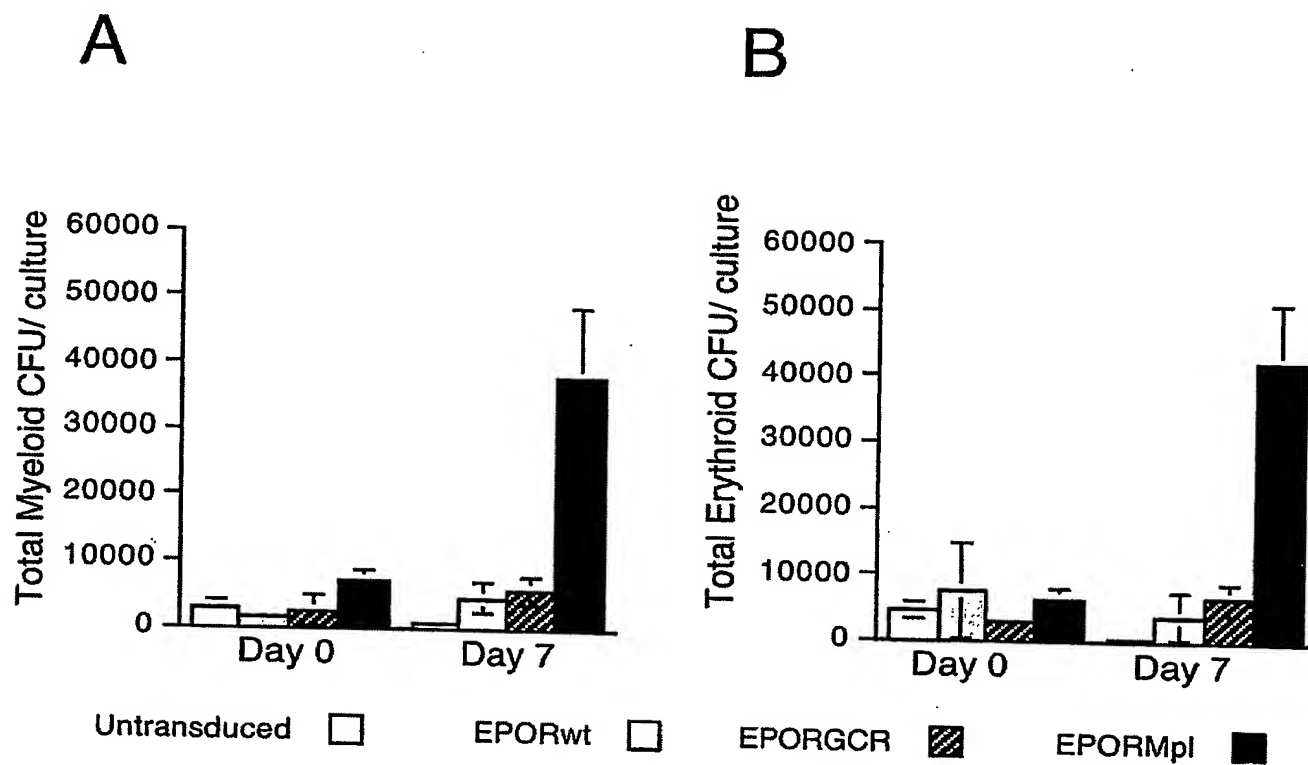 A
B
Total Myeloid CFU/ culture
60000
50000
40000
30000
20000
10000
0
Day 0
Day 7
Total Erythroid CFU/ culture
60000
50000
40000
30000
20000
10000
0
Day 0
Day 7
Untransduced
EPORwt
EPORGCR
EPORMpl